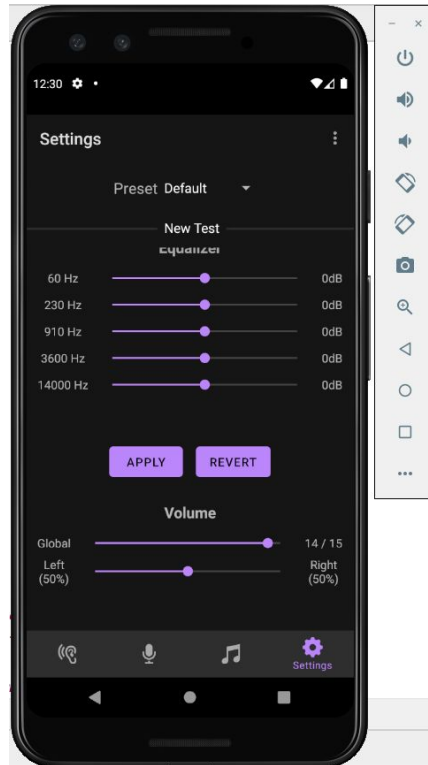 12:30
Settings
Preset Default
New Test
Equalizer
60 Hz 0dB
230 Hz 0dB
910 Hz 0dB
3600 Hz 0dB
14000 Hz 0dB
APPLY REVERT
Volume
Global 14 / 15
Left Right
(50%) (50%)
Settings